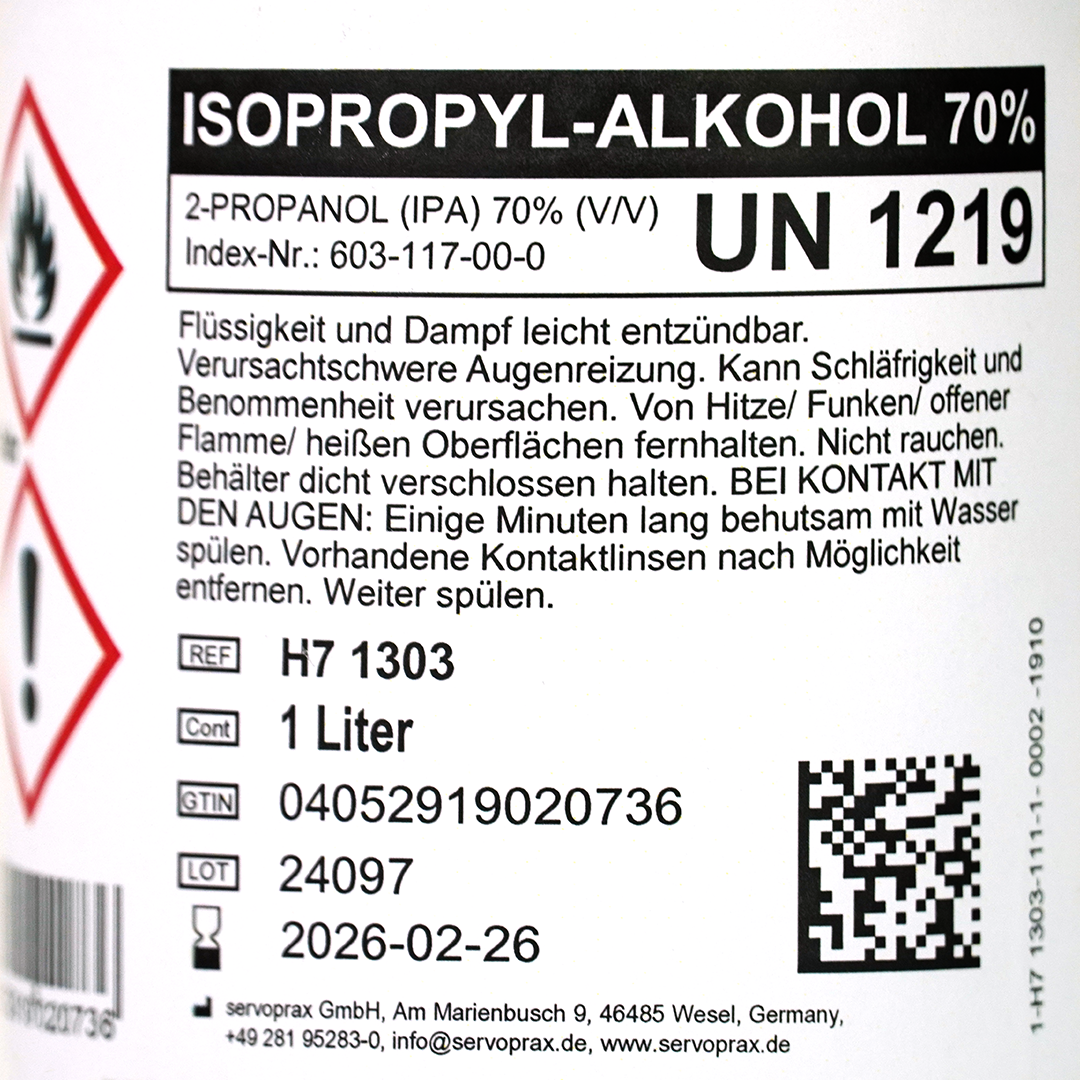 ISOPROPYL-ALKOHOL 70%
2-PROPANOL (IPA) 70% (V/V)
Index-Nr.: 603-117-00-0
UN 1219
Flüssigkeit und Dampf leicht entzündbar.
Verursachtschwere Augenreizung. Kann Schläfrigkeit und
Benommenheit verursachen. Von Hitze/ Funken/ offener
Flamme/ heißen Oberflächen fernhalten. Nicht rauchen.
Behälter dicht verschlossen halten. BEI KONTAKT MIT
DEN AUGEN: Einige Minuten lang behutsam mit Wasser
spülen. Vorhandene Kontaktlinsen nach Möglichkeit
entfernen. Weiter spülen.
REF H7 1303
Cont 1 Liter
GTIN 04052919020736
LOT 24097
2026-02-26
servoprax GmbH, Am Marienbusch 9, 46485 Wesel, Germany,
+49 281 95283-0, info@servoprax.de, www.servoprax.de
1-H7 1303-111-1- 0002 -1910